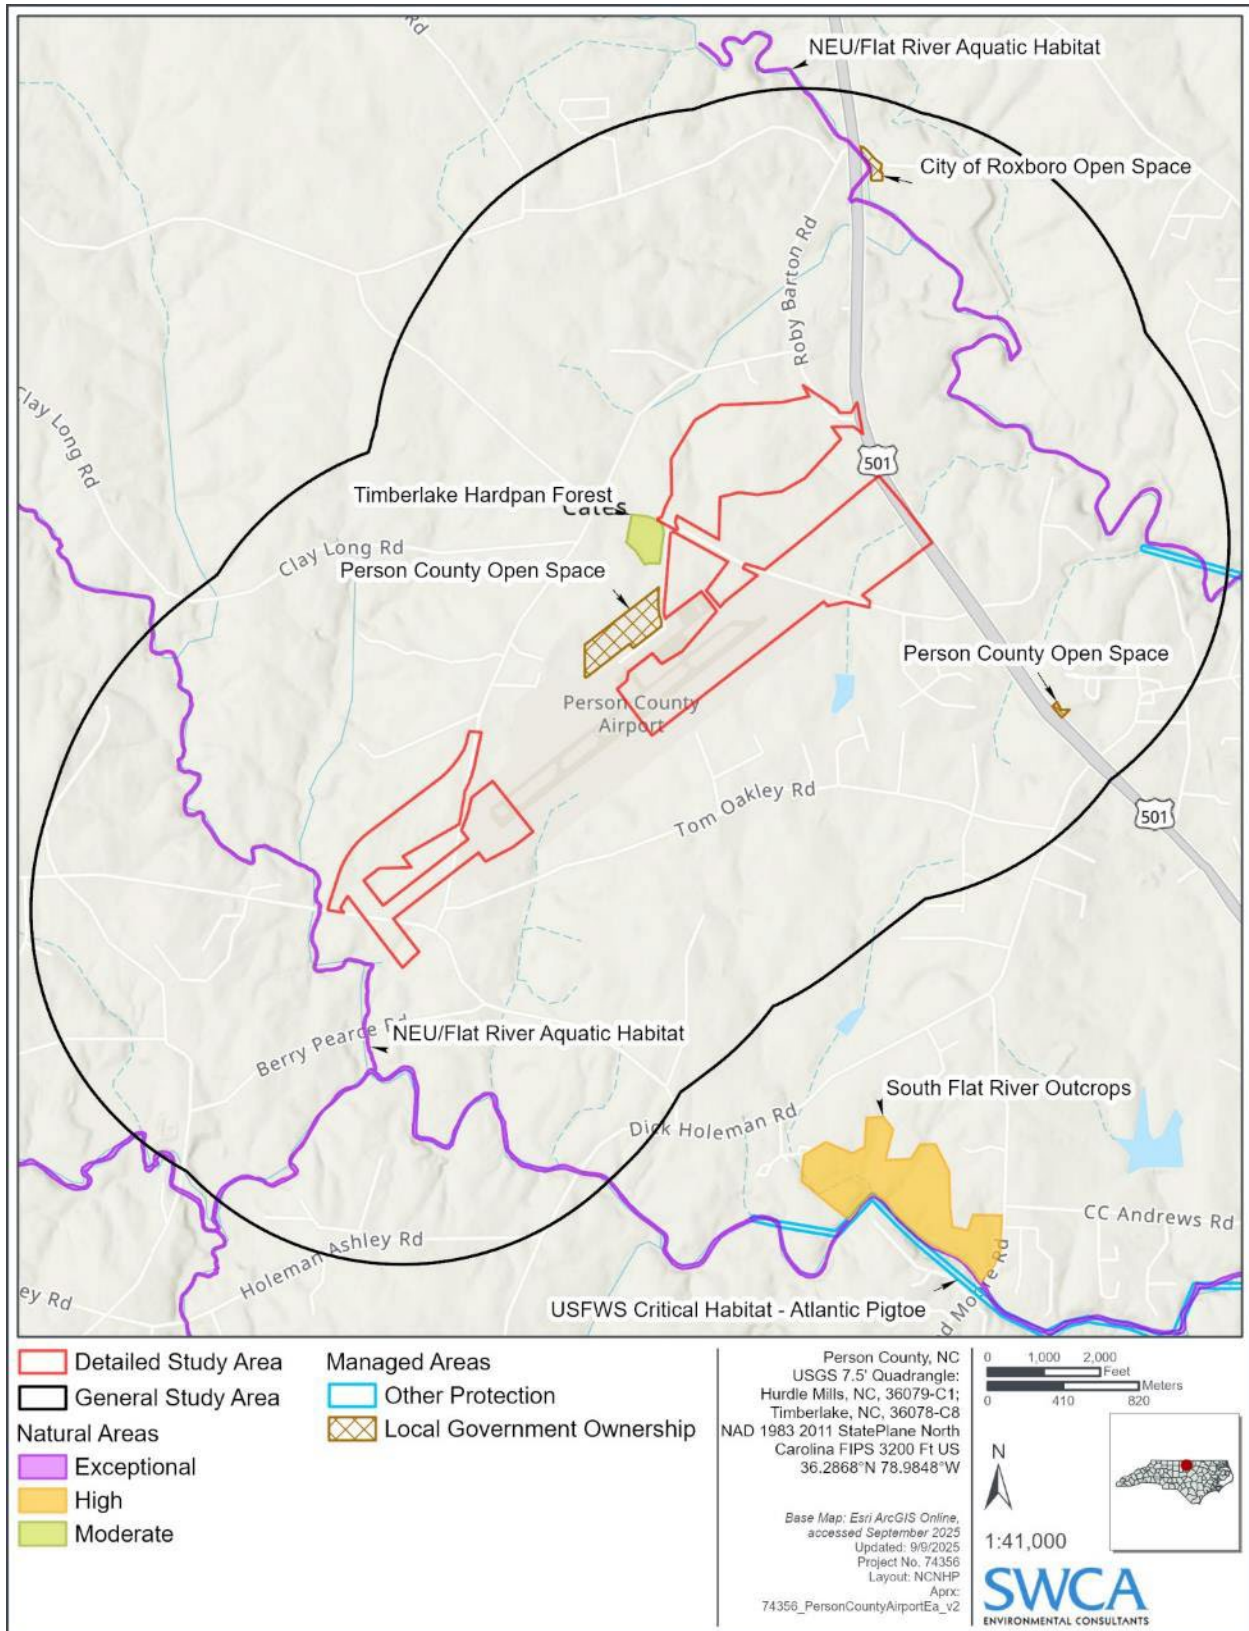 Rd
NEU/Flat River Aquatic Habitat
City of Roxboro Open Space
Roby Barton Rd
Clay Long Rd
501
Timberlake Hardpan Forest
Cates
Clay Long Rd
Person County Open Space
Person County Open Space
Person County
Airport
Tom Oakley Rd
501
Berry Pearce Rd
NEU/Flat River Aquatic Habitat
South Flat River Outcrops
Dick Holeman Rd
CC Andrews Rd
Holeman Ashley Rd
ey Rd
USFWS Critical Habitat - Atlantic Pigtoe
d Moore Rd
Detailed Study Area
General Study Area
Natural Areas
Exceptional
High
Moderate
Managed Areas
Other Protection
Local Government Ownership
Person County, NC
USGS 7.5' Quadrangle:
Hurdle Mills, NC, 36079-C1;
Timberlake, NC, 36078-C8
NAD 1983 2011 StatePlane North
Carolina FIPS 3200 Ft US
36.2868°N 78.9848°W
Base Map: Esri ArcGIS Online,
accessed September 2025
Updated: 9/9/2025
Project No. 74356
Layout: NCNHP
Aprx:
74356_PersonCountyAirportEa_v2
0 1,000 2,000
Feet
Meters
0 410 820
N
1:41,000
SWCA
ENVIRONMENTAL CONSULTANTS